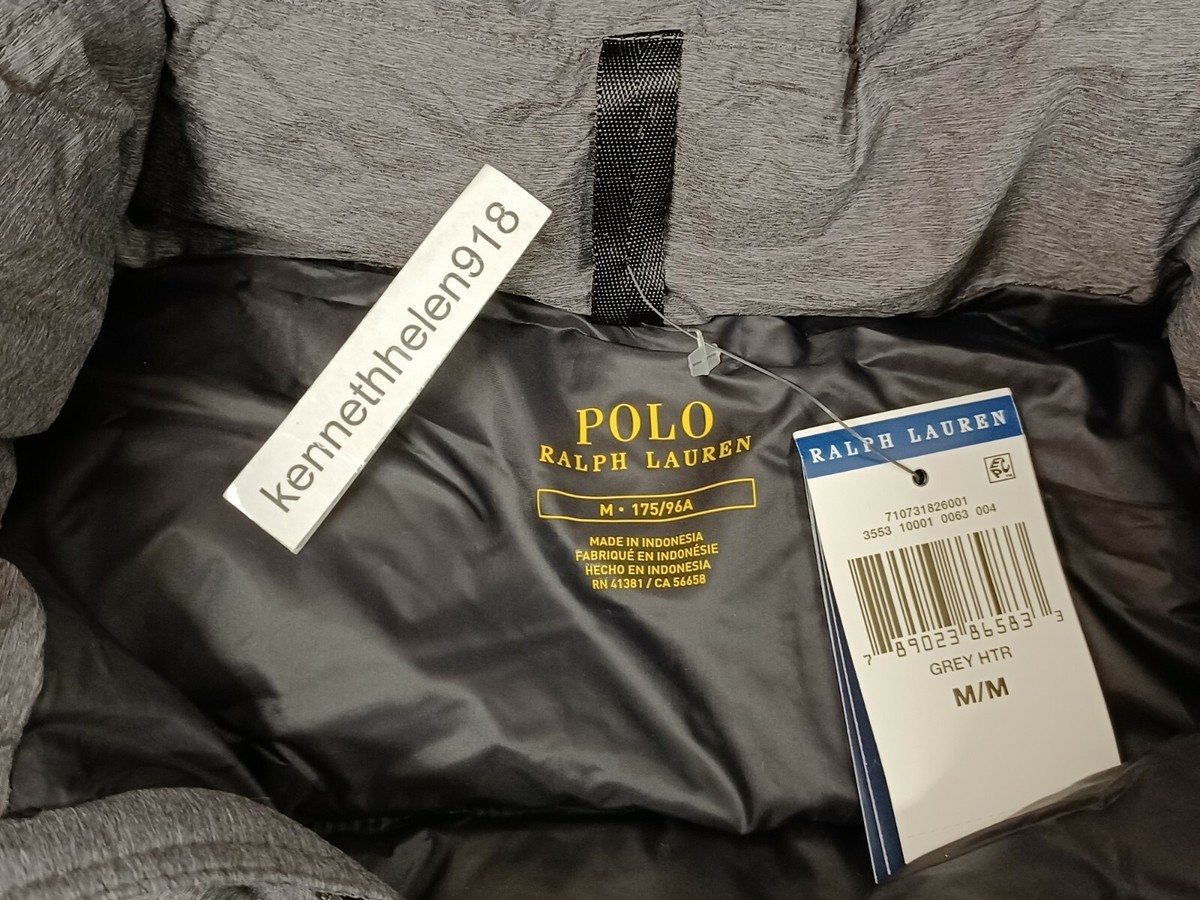 kennethhelen918
POLO
RALPH LAUREN
M • 175/96A
MADE IN INDONESIA
FABRIQUÉ EN INDONÉSIE
HECHO EN INDONESIA
RN 41381 / CA 56658
RALPH LAUREN
EPC
710731826001
3553 10001 0063 004
7 89023 86583 3
GREY HTR
M/M